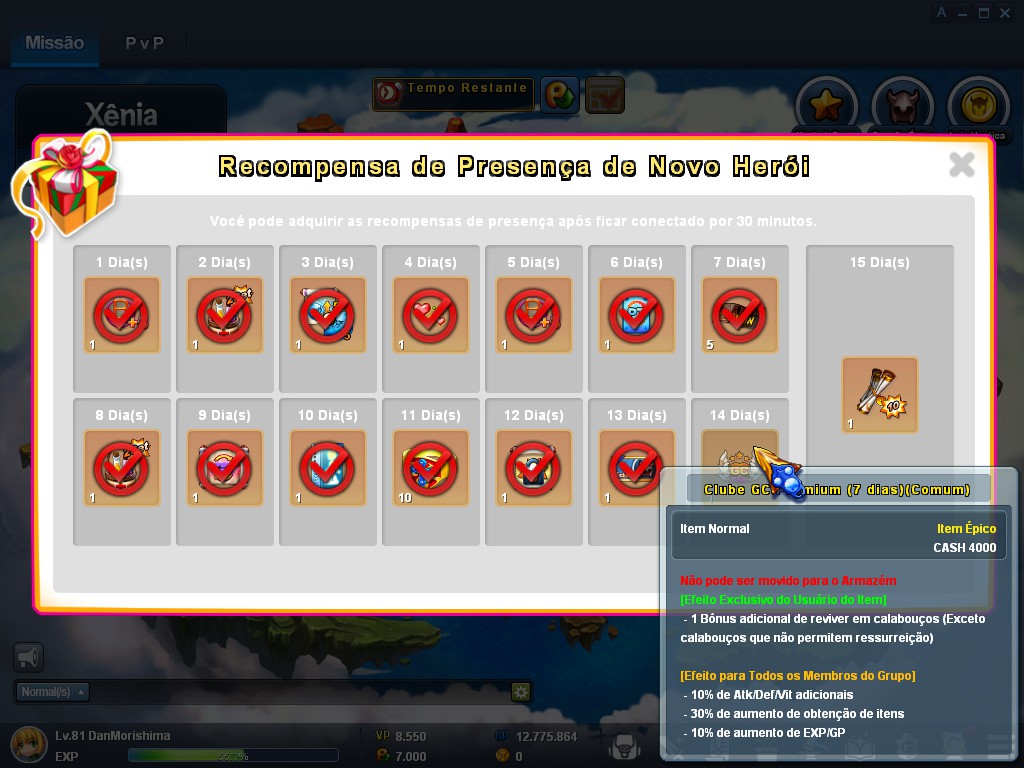 A
Missão
PvP
Tempo Restante
Xênia
Recompensa de Presença de Novo Herói
Você pode adquirir as recompensas de presença após ficar conectado por 30 minutos.
1 Dia(s)
2 Dia(s)
3 Dia(s)
4 Dia(s)
5 Dia(s)
6 Dia(s)
7 Dia(s)
15 Dia(s)
1
1
1
1
1
1
5
8 Dia(s)
9 Dia(s)
10 Dia(s)
11 Dia(s)
12 Dia(s)
13 Dia(s)
14 Dia(s)
10
1
GC
1
1
1
10
1
1
Clube GC mium (7 dias)(Comum)
Item Normal
Item Épico
CASH 4000
Não pode ser movido para o Armazém
[Efeito Exclusivo do Usuário do Item]
- 1 Bônus adicional de reviver em calabouços (Exceto
calabouços que não permitem ressurreição)
[Efeito para Todos os Membros do Grupo]
- 10% de Atk/Def/Vit adicionais
- 30% de aumento de obtenção de itens
- 10% de aumento de EXP/GP
Normal(/s)
Lv.81 DanMorishima
VP 8.550
GP 12.775.864
EXP
55.7%
7.000
0